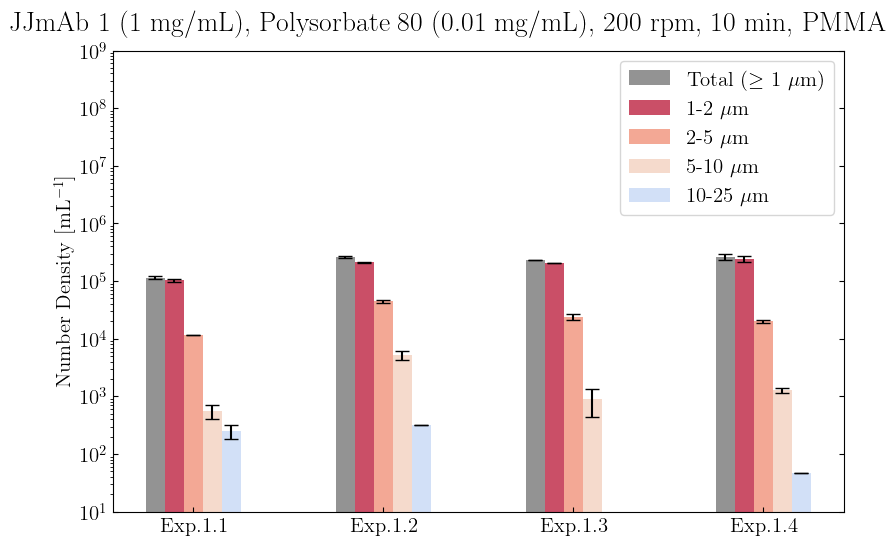 JJmAb 1 (1 mg/mL), Polysorbate 80 (0.01 mg/mL), 200 rpm, 10 min, PMMA
Number Density [mL⁻¹]
10⁹
10⁸
10⁷
10⁶
10⁵
10⁴
10³
10²
10¹
Total (≥ 1 μm)
1-2 μm
2-5 μm
5-10 μm
10-25 μm
Exp.1.1 Exp.1.2 Exp.1.3 Exp.1.4